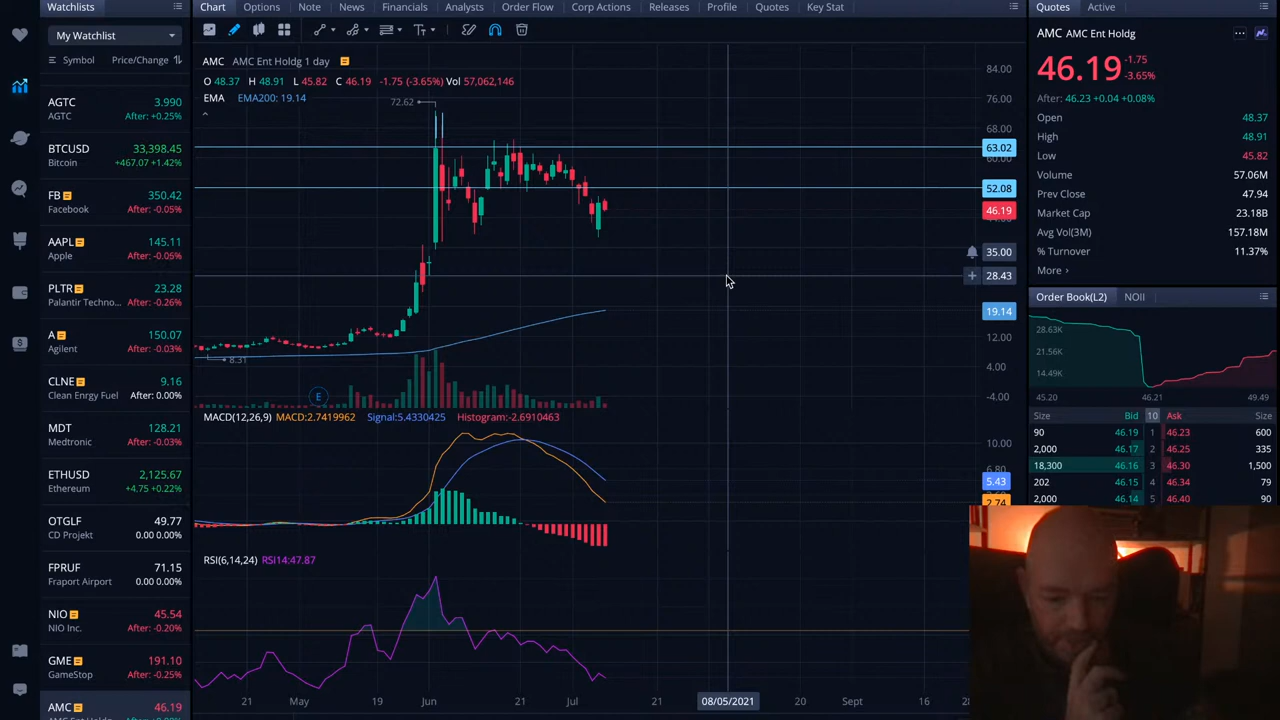 Watchlists
My Watchlist
Symbol Price/Change
AGTC 3.990
AGTC After: +0.25%
BTCUSD 33,398.45
Bitcoin +467.07 +1.42%
FB 350.42
Facebook After: -0.05%
AAPL 145.11
Apple After: -0.05%
PLTR 23.28
Palantir Techno... After: -0.26%
A 150.07
Agilent After: -0.03%
CLNE 9.16
Clean Enrgy Fuel After: 0.00%
MDT 128.21
Medtronic After: -0.03%
ETHUSD 2,125.67
Ethereum +4.75 +0.22%
OTGLF 49.77
CD Projekt 0.00 0.00%
FPRUF 71.15
Fraport Airport 0.00 0.00%
NIO 45.54
NIO Inc. After: -0.20%
GME 191.10
GameStop After: -0.25%
AMC 46.19
Chart Options Note News Financials Analysts Order Flow Corp Actions Releases Profile Quotes Key Stat
AMC AMC Ent Holdg 1 day
O 48.37 H 48.91 L 45.82 C 46.19 -1.75 (-3.65%) Vol 57,062,146
EMA EMA200: 19.14
72.62
8.31
E
84.00
76.00
68.00
63.02
60.00
52.08
46.19
35.00
28.43
19.14
12.00
4.00
-4.00
MACD(12,26,9) MACD:2.7419962 Signal:5.4330425 Histogram:-2.6910463
10.00
6.80
5.43
2.74
RSI(6,14,24) RSI14:47.87
21 May 19 Jun 21 Jul 21 08/05/2021 20 Sept 16
Quotes Active
AMC AMC Ent Holdg
46.19 -1.75
-3.65%
After: 46.23 +0.04 +0.08%
Open 48.37
High 48.91
Low 45.82
Volume 57.06M
Prev Close 47.94
Market Cap 23.18B
Avg Vol(3M) 157.18M
% Turnover 11.37%
More >
Order Book(L2) NOII
28.63K
21.56K
14.49K
45.20 46.21 49.49
Size Bid 10 Ask Size
90 46.19 1 46.23 600
2,000 46.17 2 46.25 335
18,300 46.16 3 46.30 1,500
202 46.15 4 46.34 79
2,000 46.14 5 46.40 90